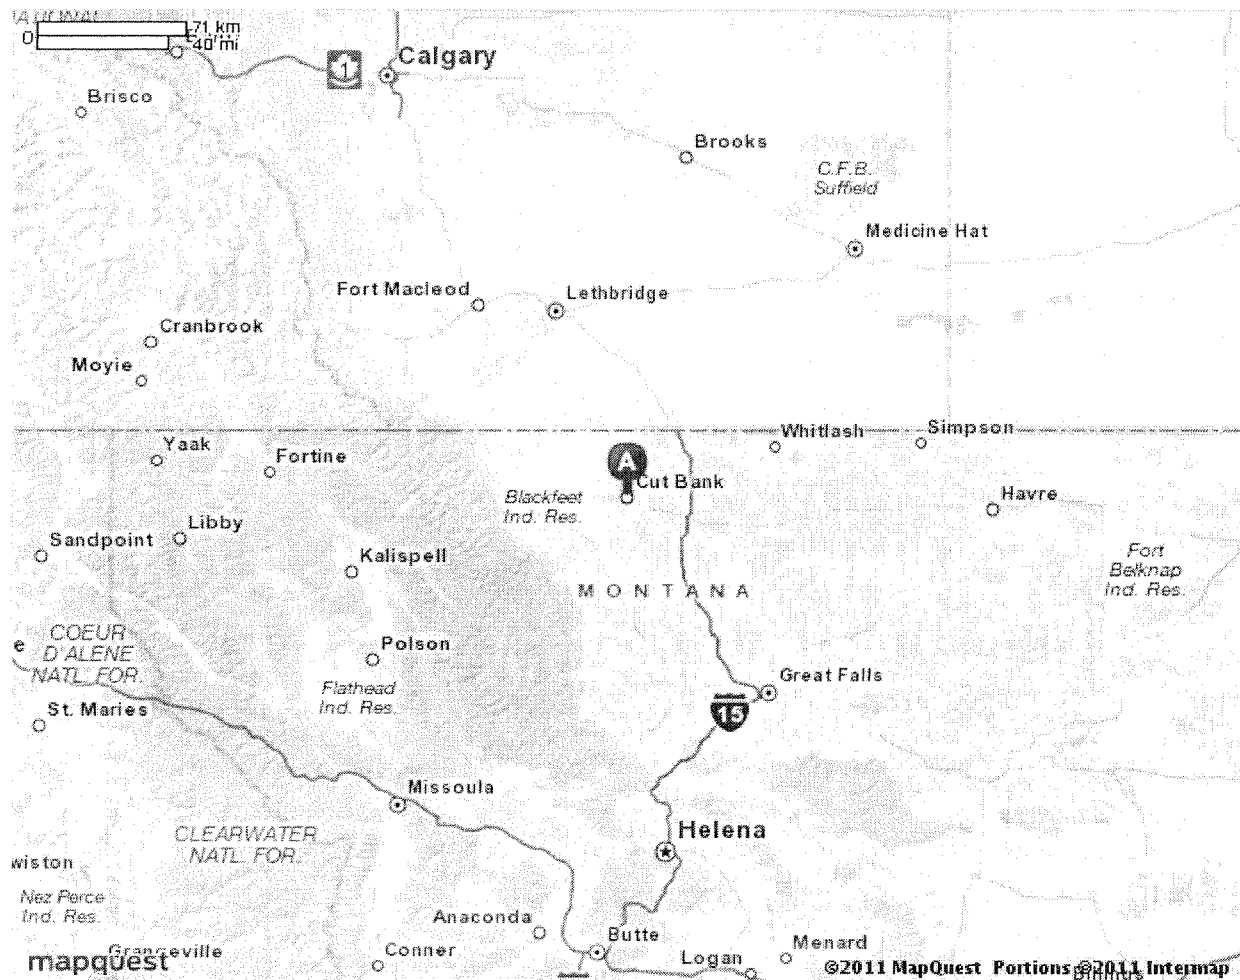 NATIONAL
0
71 km
40 mi
1
Calgary
Brisco
Brooks
C.F.B.
Suffield
Medicine Hat
Fort Macleod
Lethbridge
Cranbrook
Moyie
Yaak
Fortine
A
Cut Bank
Whitlash
Simpson
Blackfeet
Ind. Res.
Havre
Libby
Sandpoint
Kalispell
MONTANA
Fort
Belknap
Ind. Res.
e
COEUR
D'ALENE
NATL. FOR.
Polson
Flathead
Ind. Res.
Great Falls
15
St. Maries
Missoula
CLEARWATER
NATL. FOR.
Helena
wiston
Nez Perce
Ind. Res.
Anaconda
Butte
Grangeville
Conner
Logan
Menard
mapquest
©2011 MapQuest Portions ©2011 Intermap